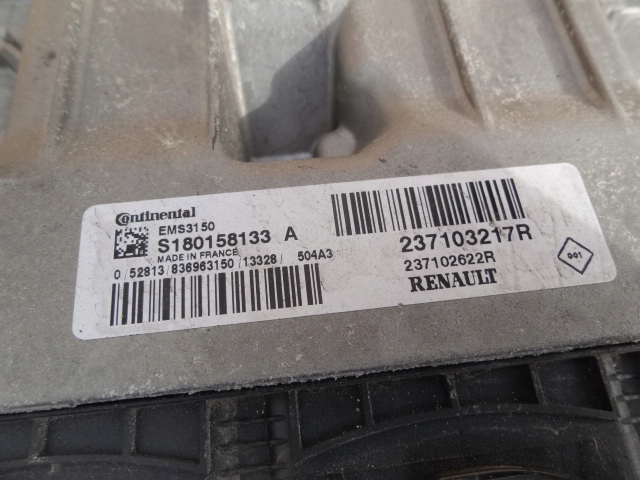 Continental
EMS3150
S180158133 A
MADE IN FRANCE
0/52813/836963150/13328/ 504A3
237103217R
237102622R
RENAULT
001